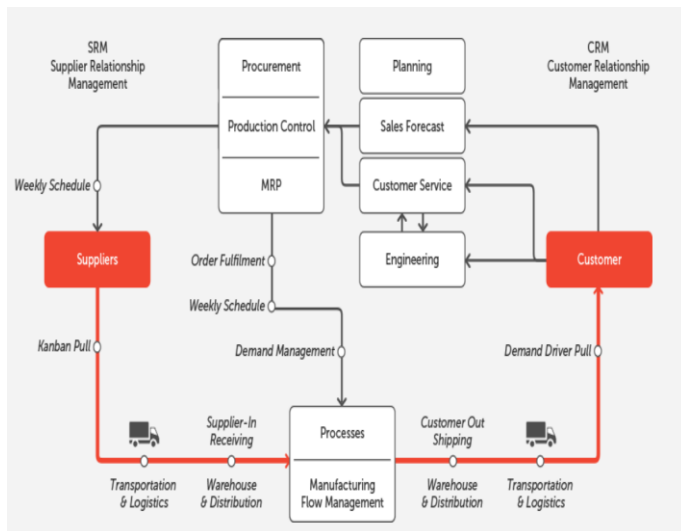 SRM
Supplier Relationship
Management
Procurement
Production Control
MRP
Planning
Sales Forecast
Customer Service
Engineering
CRM
Customer Relationship
Management
Weekly Schedule
Suppliers
Customer
Order Fulfilment
Weekly Schedule
Demand Management
Kanban Pull
Demand Driver Pull
Supplier-In
Receiving
Transportation
& Logistics
Warehouse
& Distribution
Processes
Manufacturing
Flow Management
Customer Out
Shipping
Warehouse
& Distribution
Transportation
& Logistics